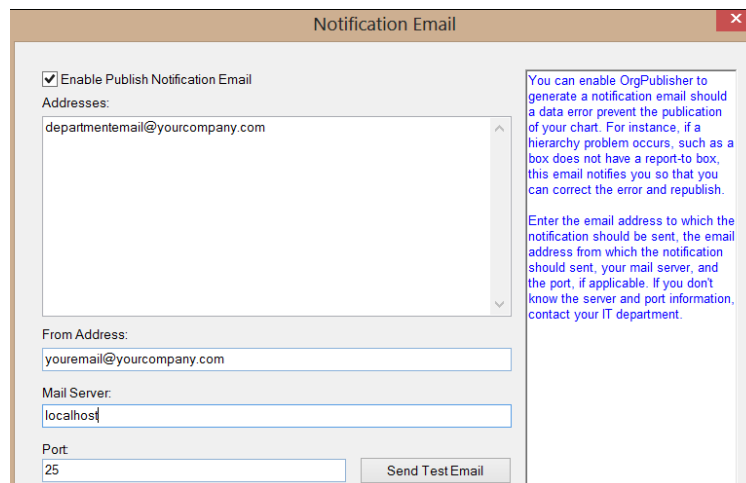 Notification Email
Enable Publish Notification Email
Addresses:
departmentemail@yourcompany.com
From Address:
youremail@yourcompany.com
Mail Server:
localhost
Port:
25
Send Test Email
You can enable OrgPublisher to
generate a notification email should
a data error prevent the publication
of your chart. For instance, if a
hierarchy problem occurs, such as a
box does not have a report-to box,
this email notifies you so that you
can correct the error and republish.
Enter the email address to which the
notification should be sent, the email
address from which the notification
should sent, your mail server, and
the port, if applicable. If you don't
know the server and port information,
contact your IT department.